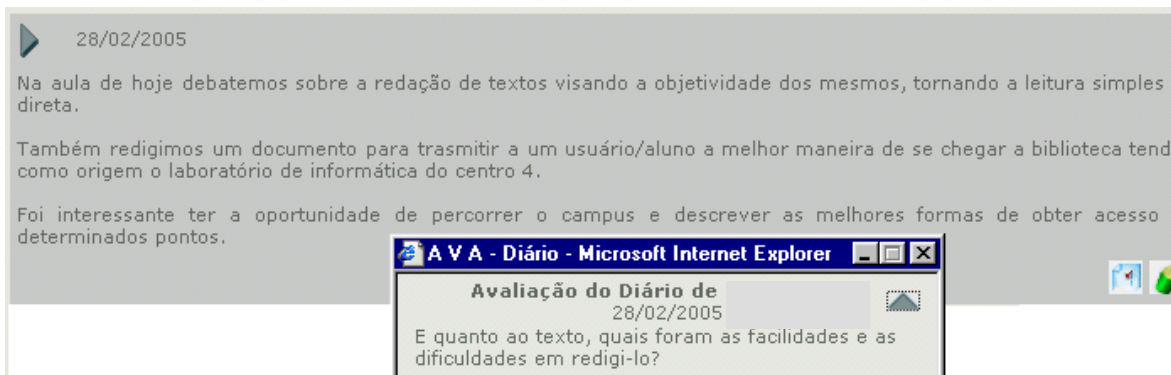 28/02/2005
Na aula de hoje debatemos sobre a redação de textos visando a objetividade dos mesmos, tornando a leitura simples
direta.
Também redigimos um documento para trasmitir a um usuário/aluno a melhor maneira de se chegar a biblioteca tend
como origem o laboratório de informática do centro 4.
Foi interessante ter a oportunidade de percorrer o campus e descrever as melhores formas de obter acesso
determinados pontos.
A V A - Diário - Microsoft Internet Explorer
Avaliação do Diário de
28/02/2005
E quanto ao texto, quais foram as facilidades e as
dificuldades em redigi-lo?